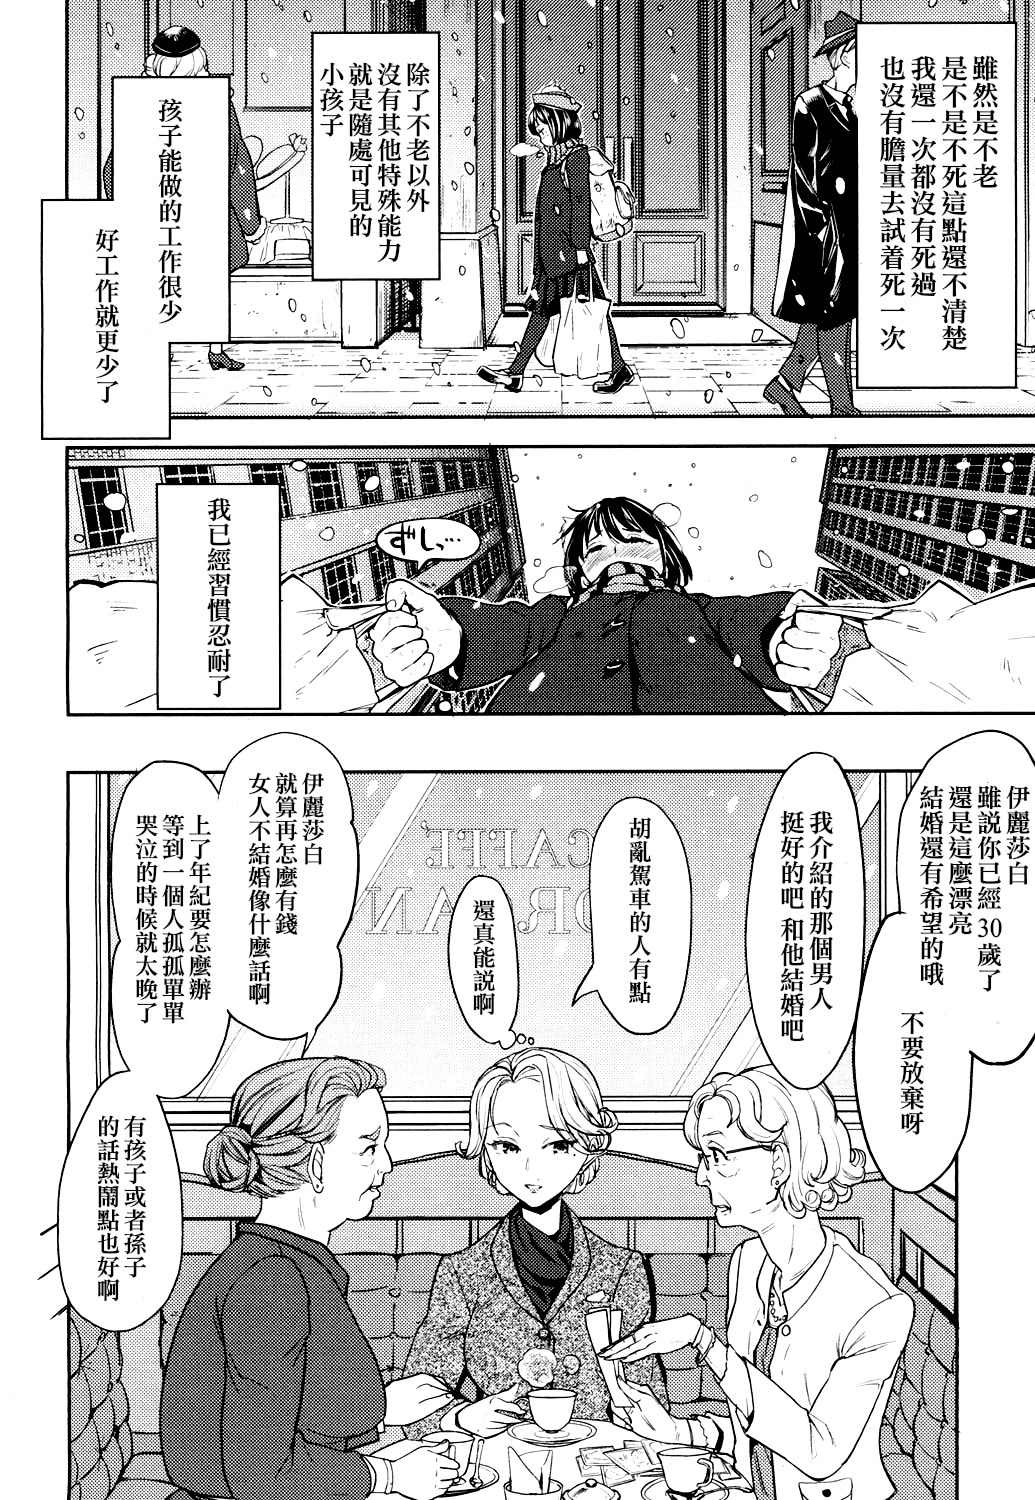 雖然是不老
是不是不死這點還不清楚
我還一次都沒有死過
也沒有膽量去試着死一次
除了不老以外
沒有其他特殊能力
就是隨處可見的
小孩子
孩子能做的工作很少
好工作就更少了
ずしっ…
我已經習慣忍耐了
伊麗莎白
雖說你已經30歲了
還是這麼漂亮
結婚還有希望的哦
不要放棄呀
我介紹的那個男人
挺好的吧 和他結婚吧
胡亂駕車的人有點
還真能說啊
伊麗莎白
就算再怎麼有錢
女人不結婚像什麼話啊
上了年紀要怎麼辦
等到一個人孤孤單單
哭泣的時候就太晚了
有孩子或者孫子
的話熱鬧點也好啊
CAFFÈ